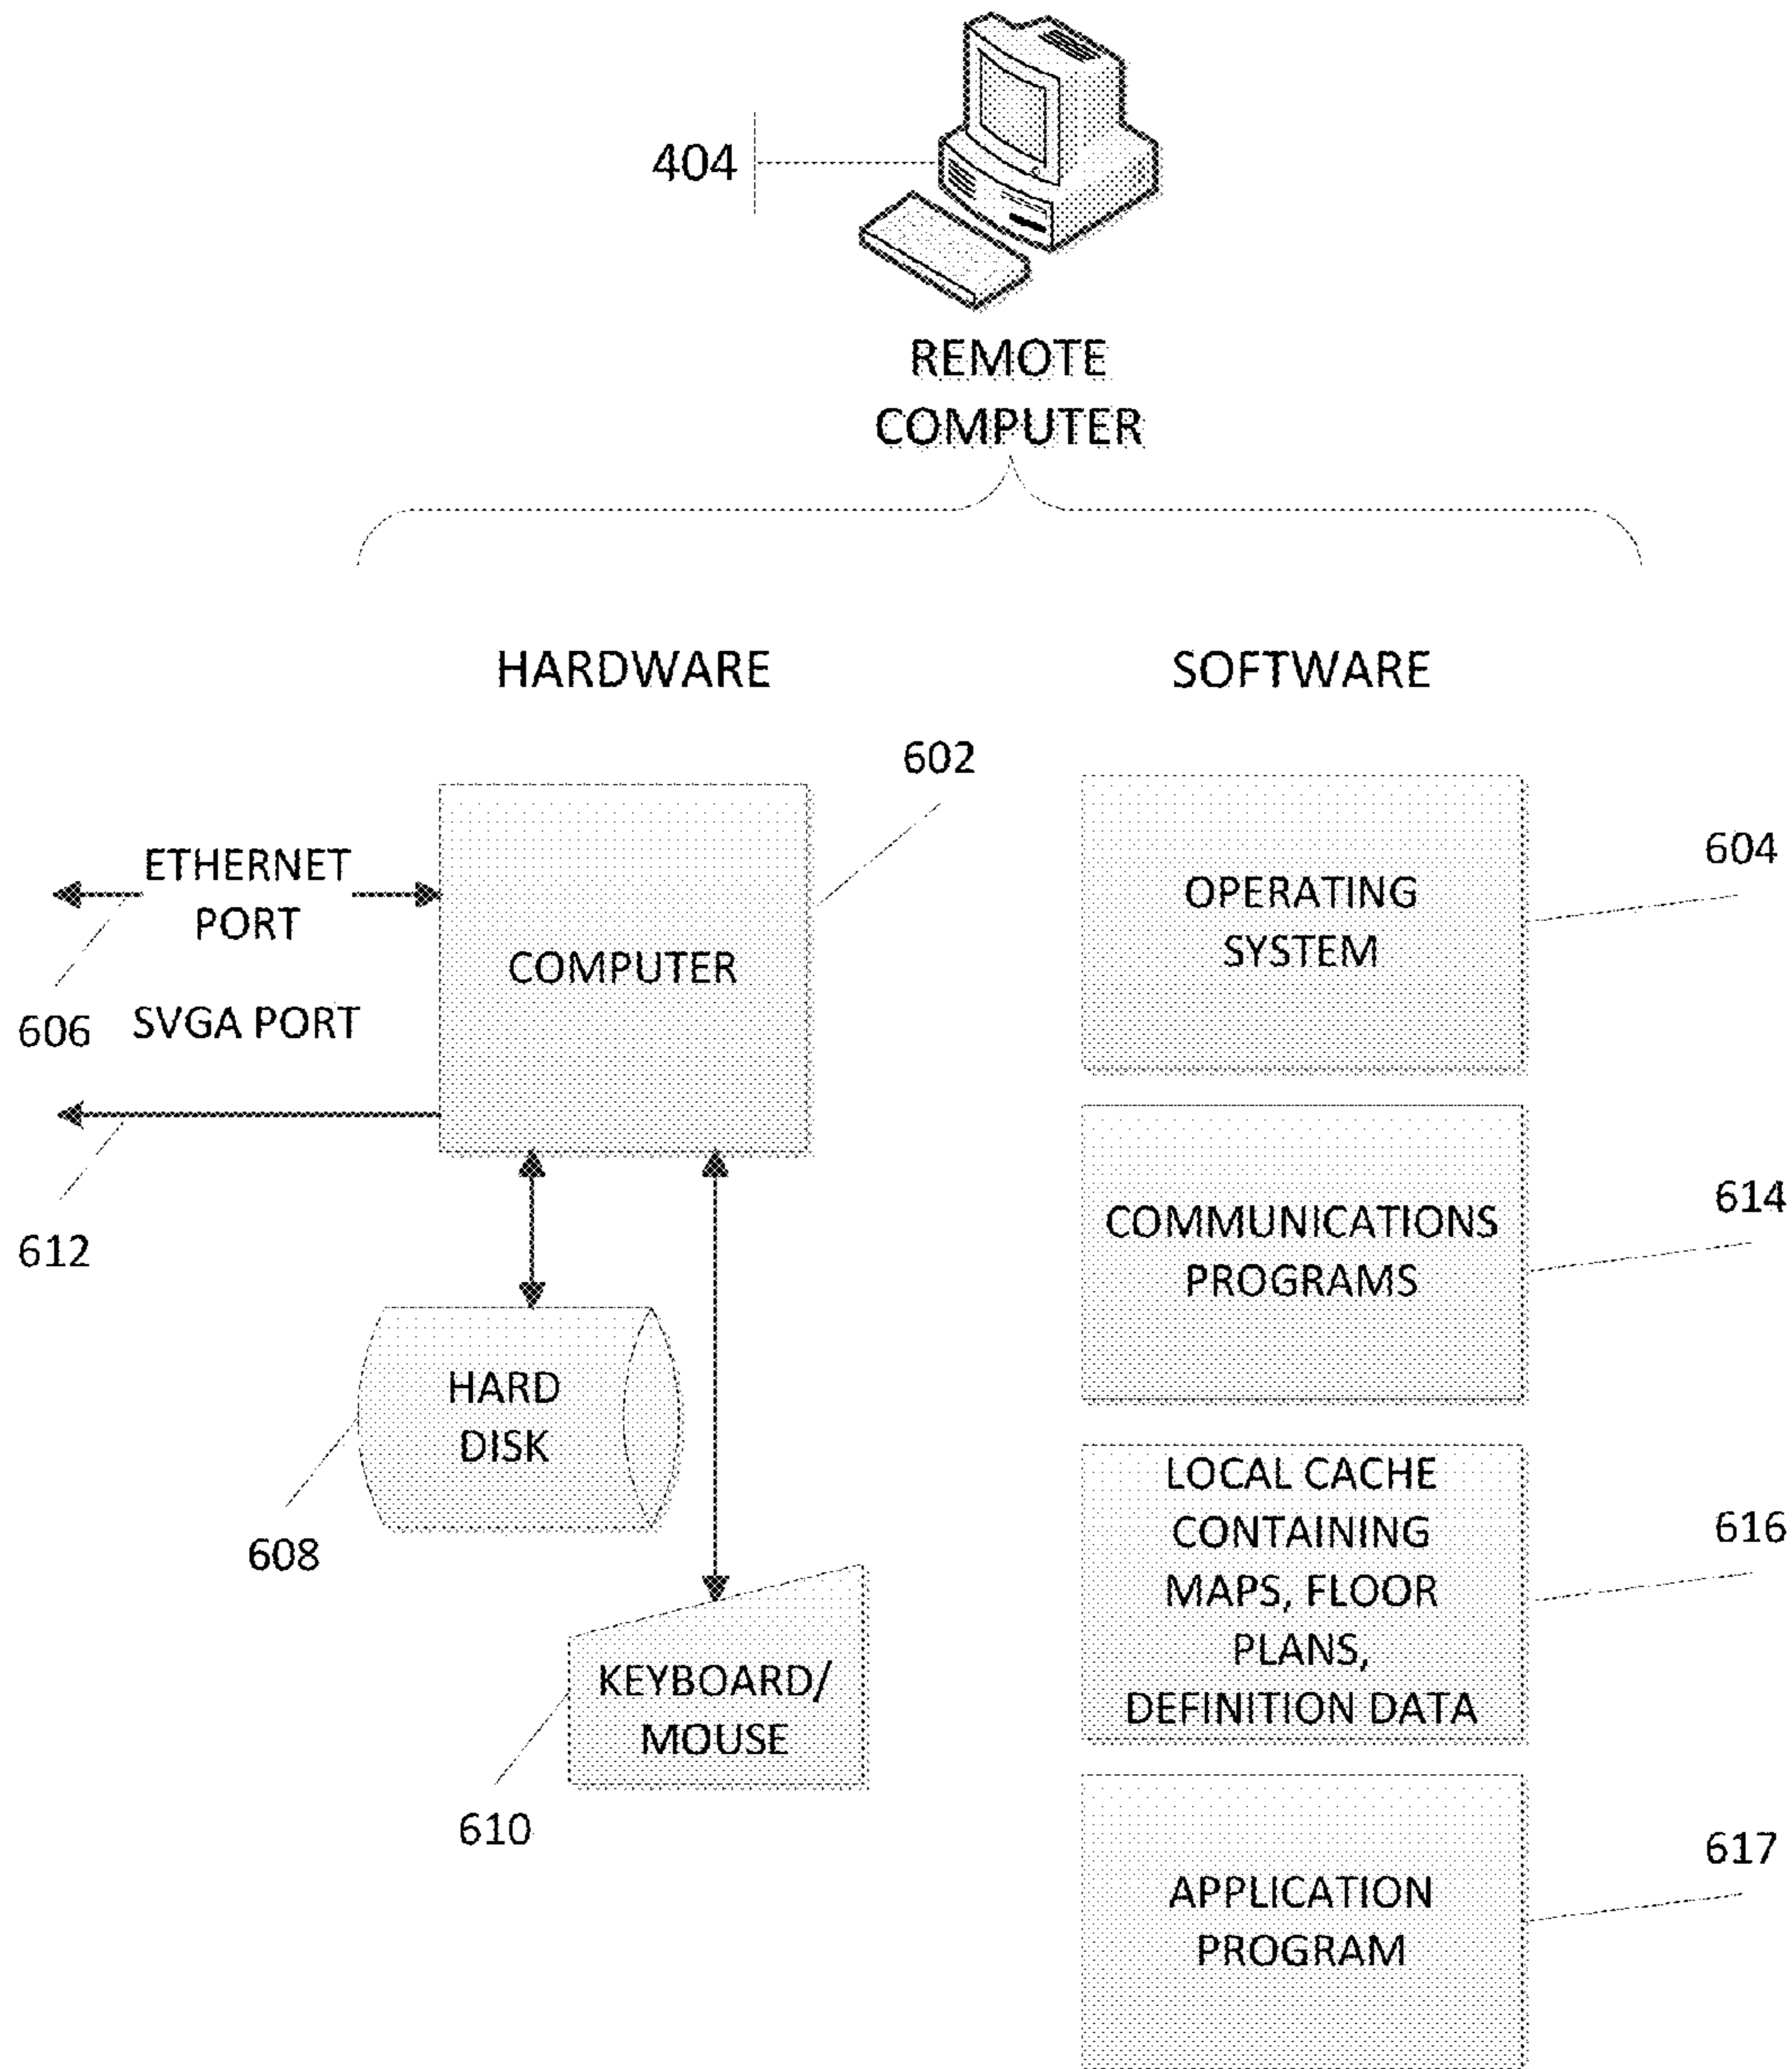 404
REMOTE
COMPUTER
HARDWARE
SOFTWARE
602
ETHERNET
PORT
606
SVGA PORT
612
COMPUTER
HARD
DISK
608
KEYBOARD/
MOUSE
610
OPERATING
SYSTEM
604
COMMUNICATIONS
PROGRAMS
614
LOCAL CACHE
CONTAINING
MAPS, FLOOR
PLANS,
DEFINITION DATA
616
APPLICATION
PROGRAM
617